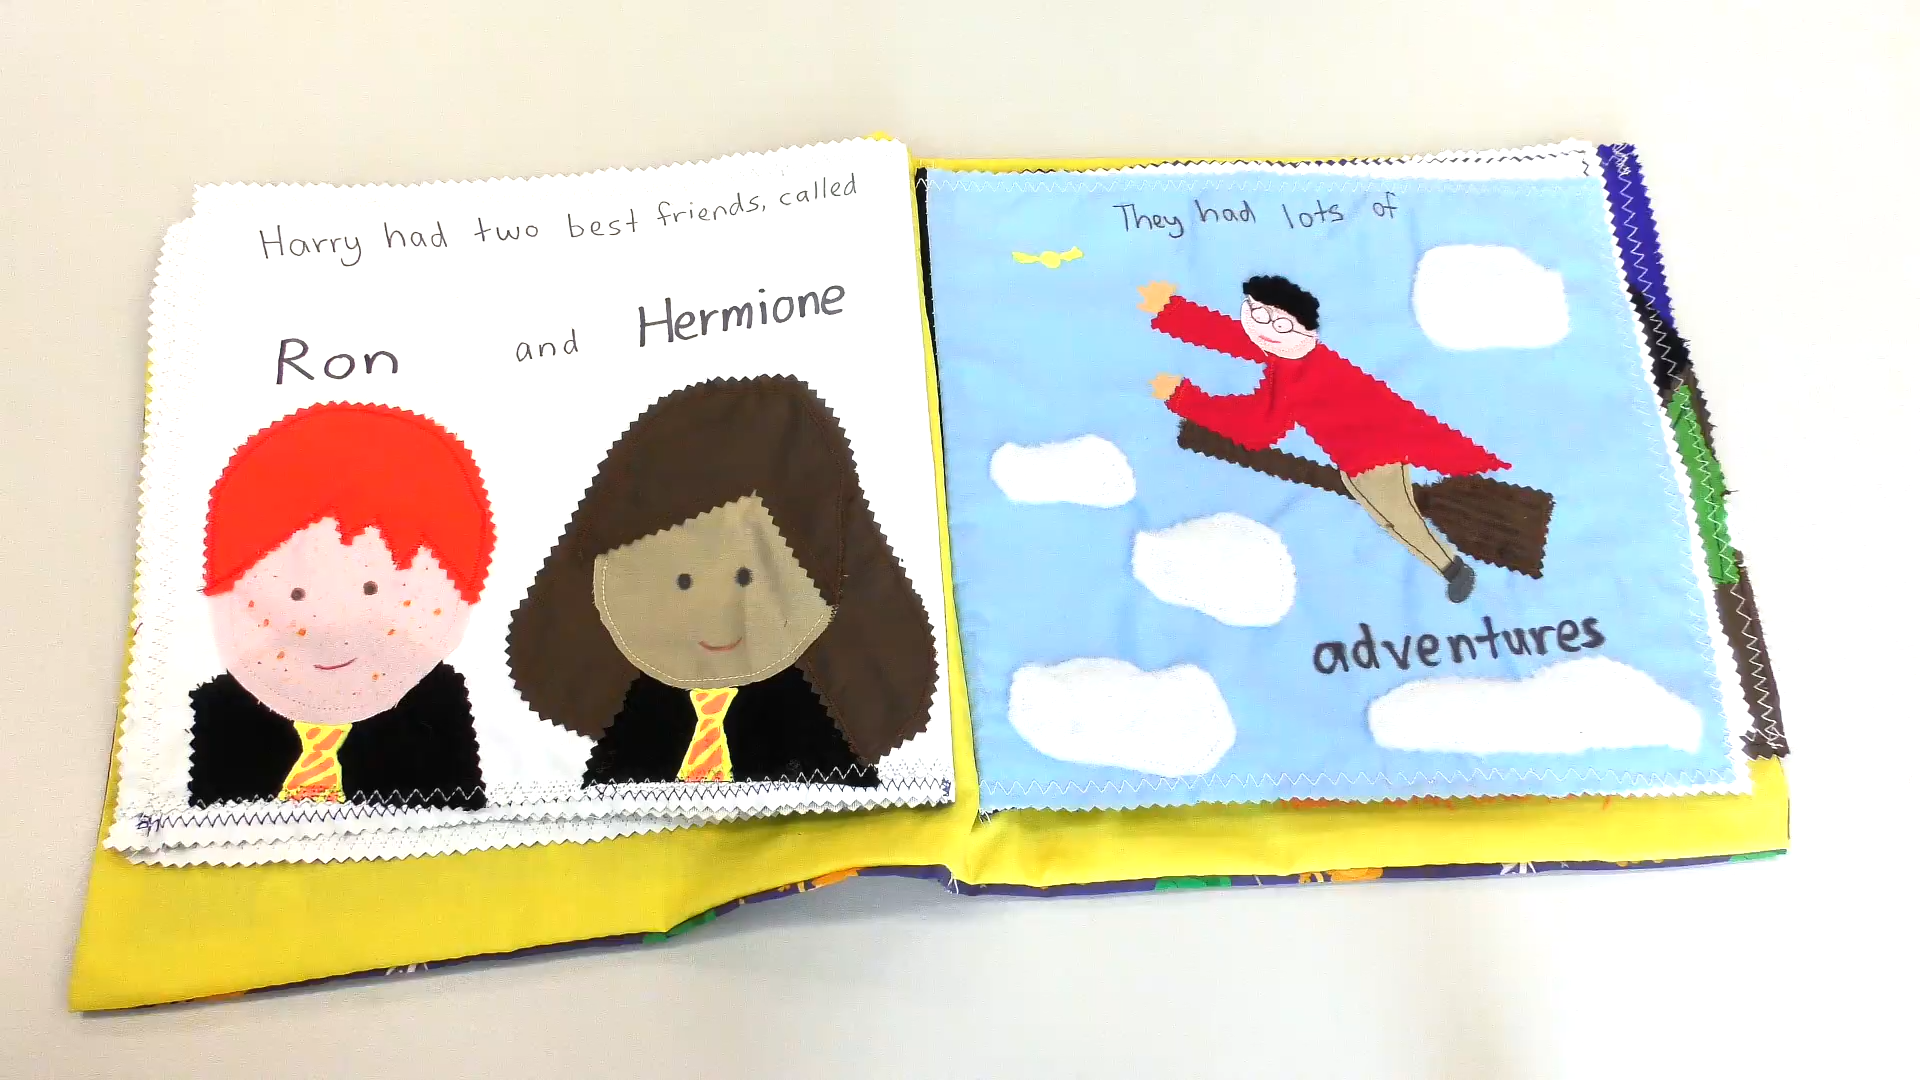 Harry had two best friends, called
Ron and Hermione
They had lots of
adventures